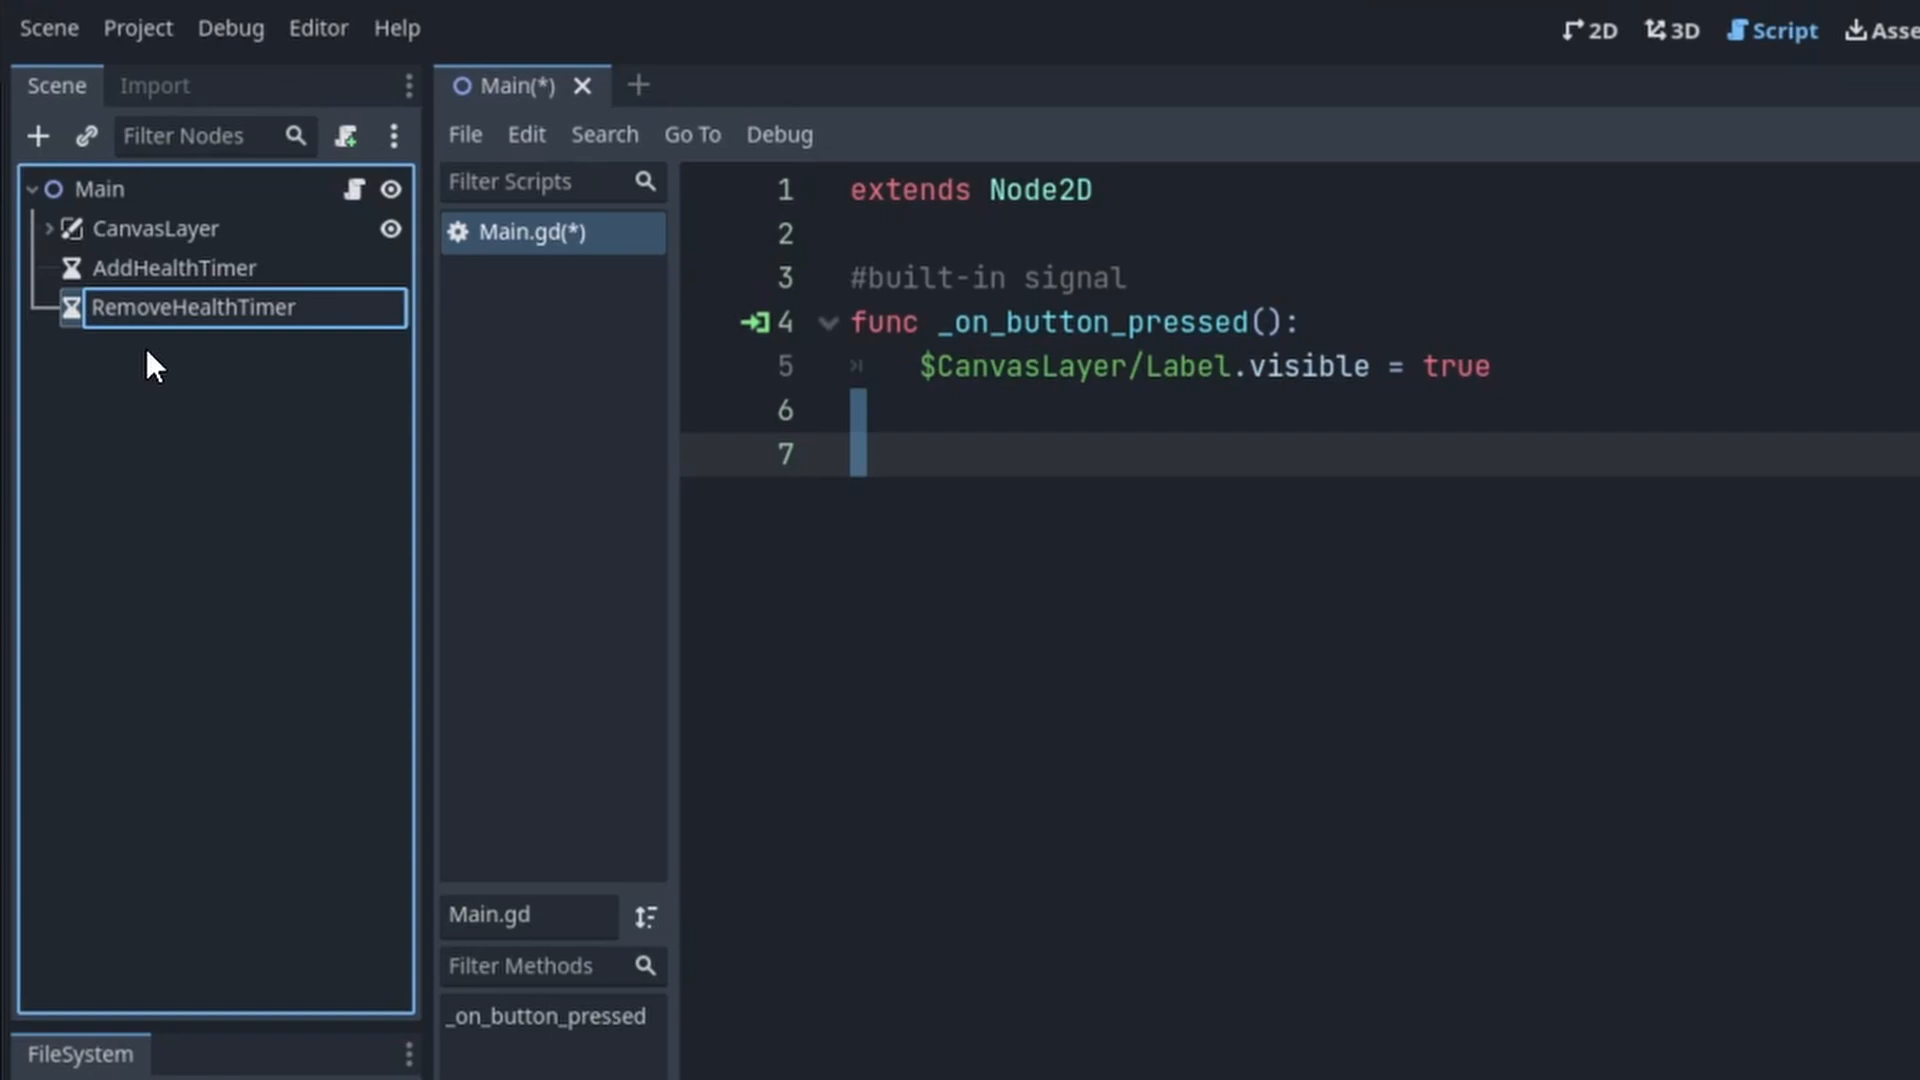 Scene Project Debug Editor Help
2D 3D Script Asse
Scene Import
Main(*)
Filter Nodes
File Edit Search Go To Debug
Main
CanvasLayer
AddHealthTimer
RemoveHealthTimer
Filter Scripts
Main.gd(*)
1 extends Node2D
2
3 #built-in signal
4 func _on_button_pressed():
5 $CanvasLayer/Label.visible = true
6
7
Main.gd
Filter Methods
_on_button_pressed
FileSystem